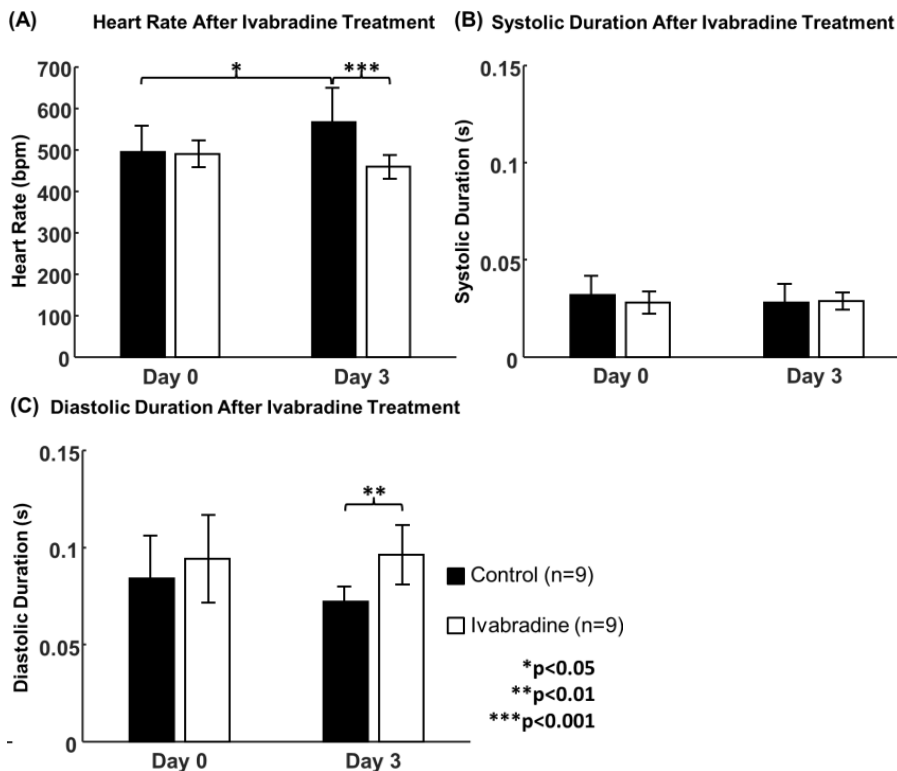 (A) Heart Rate After Ivabradine Treatment
Heart Rate (bpm)
700
600
500
400
300
200
100
0
*
***
Day 0
Day 3
(B) Systolic Duration After Ivabradine Treatment
Systolic Duration (s)
0.15
0.1
0.05
0
Day 0
Day 3
(C) Diastolic Duration After Ivabradine Treatment
Diastolic Duration (s)
0.15
0.1
0.05
0
**
Day 0
Day 3
Control (n=9)
Ivabradine (n=9)
*p<0.05
**p<0.01
***p<0.001